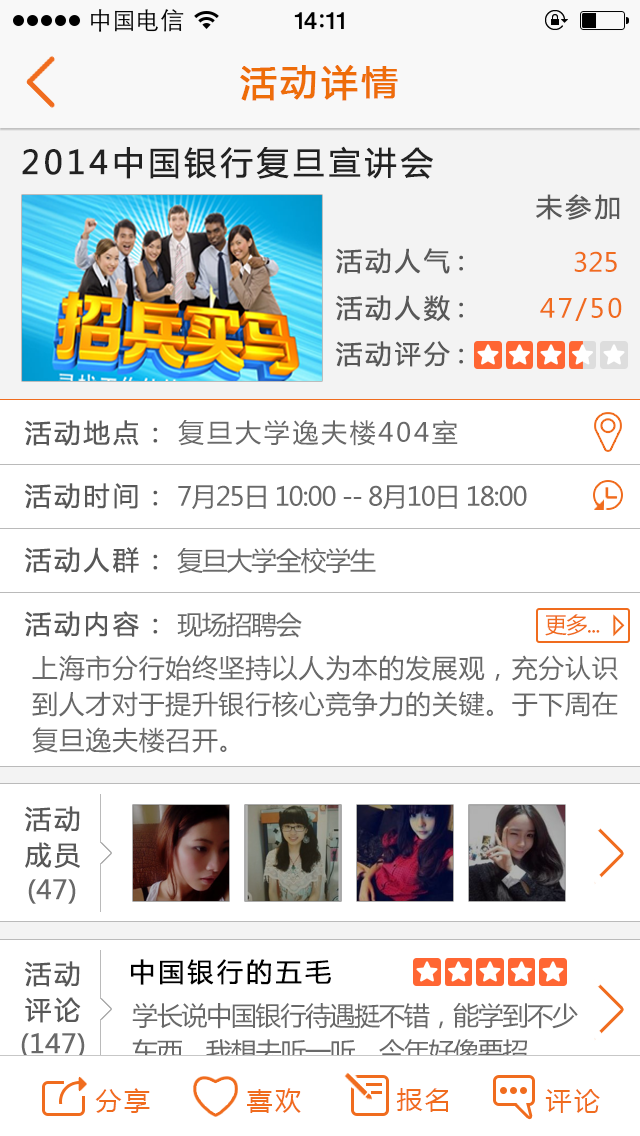 中国电信 14:11
活动详情
2014中国银行复旦宣讲会
未参加
招兵买马
活动人气： 325
活动人数： 47/50
活动评分：
活动地点： 复旦大学逸夫楼404室
活动时间： 7月25日 10:00 -- 8月10日 18:00
活动人群： 复旦大学全校学生
活动内容： 现场招聘会 更多...
上海市分行始终坚持以人为本的发展观，充分认识
到人才对于提升银行核心竞争力的关键。于下周在
复旦逸夫楼召开。
活动
成员
(47)
活动
评论
(147)
中国银行的五毛
学长说中国银行待遇挺不错，能学到不少
东西，我想去听一听，今年好像要招
分享 喜欢 报名 评论